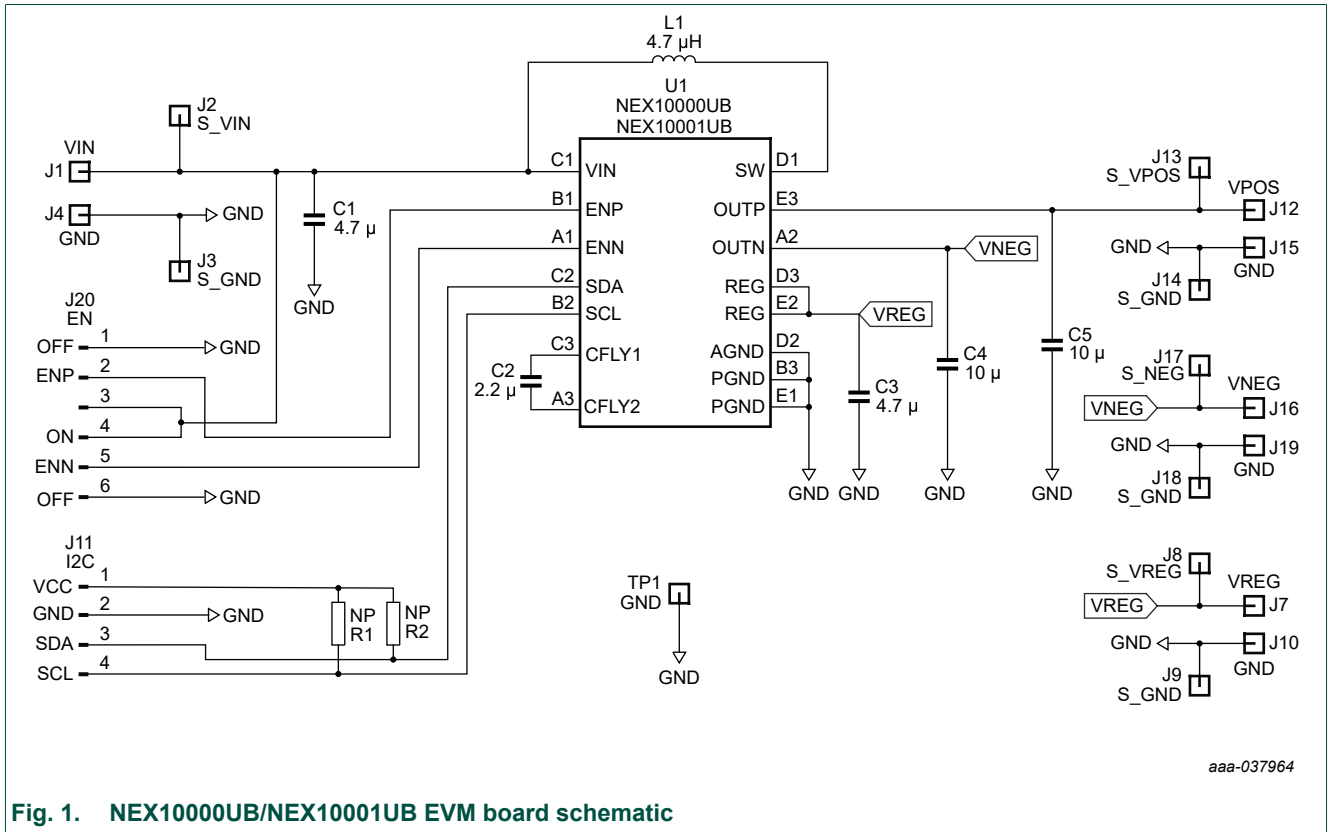 L1
4.7 µH
U1
NEX10000UB
NEX10001UB
J2
S_VIN
VIN
J1
J4
GND
GND
J3
S_GND
C1
4.7 µ
GND
C1
VIN
B1
ENP
A1
ENN
C2
SDA
B2
SCL
C3
CFLY1
A3
CFLY2
C2
2.2 µ
D1
SW
E3
OUTP
A2
OUTN
D3
REG
E2
REG
D2
AGND
B3
PGND
E1
PGND
VNEG
VREG
C3
4.7 µ
C4
10 µ
C5
10 µ
GND
GND
GND
GND
J13
S_VPOS
VPOS
J12
GND
J15
GND
J14
S_GND
J17
S_NEG
VNEG
VNEG
J16
GND
J19
GND
J18
S_GND
J8
S_VREG
VREG
VREG
J7
GND
J10
GND
J9
S_GND
J20
EN
OFF 1
GND
ENP 2
3
ON 4
ENN 5
OFF 6
GND
J11
I2C
VCC 1
GND 2
GND
SDA 3
SCL 4
NP
R1
NP
R2
TP1
GND
GND
aaa-037964
Fig. 1. NEX10000UB/NEX10001UB EVM board schematic